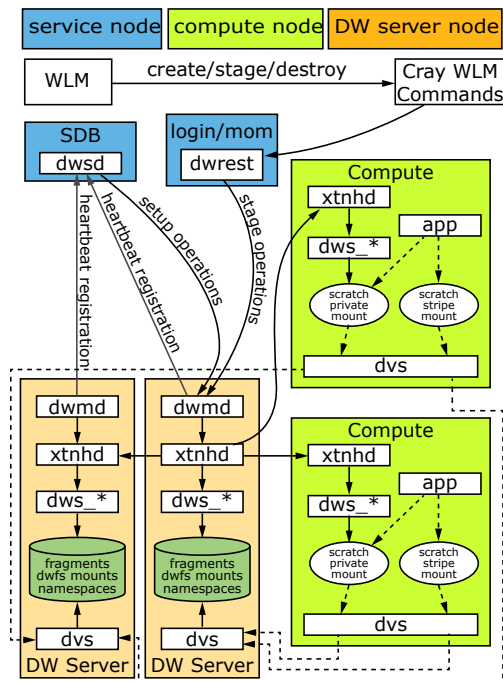 service node
compute node
DW server node
WLM
create/stage/destroy
Cray WLM
Commands
SDB
dwsd
login/mom
dwrest
heartbeat registration
heartbeat registration
setup operations
stage operations
Compute
xtnhd
app
dws_*
scratch
private
mount
scratch
stripe
mount
dvs
dwmd
xtnhd
dws_*
fragments
dwfs mounts
namespaces
dvs
DW Server
dwmd
xtnhd
dws_*
fragments
dwfs mounts
namespaces
dvs
DW Server
Compute
xtnhd
app
dws_*
scratch
private
mount
scratch
stripe
mount
dvs